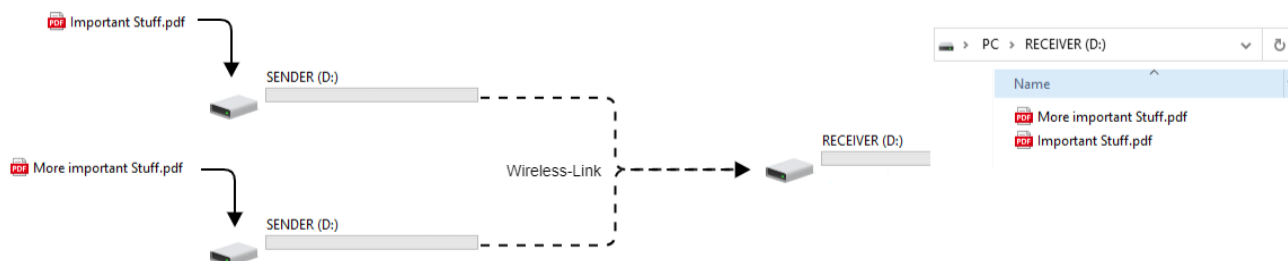 PDF Important Stuff.pdf
SENDER (D:)
PDF More important Stuff.pdf
SENDER (D:)
Wireless-Link
RECEIVER (D:)
PC > RECEIVER (D:)
Name
PDF More important Stuff.pdf
PDF Important Stuff.pdf